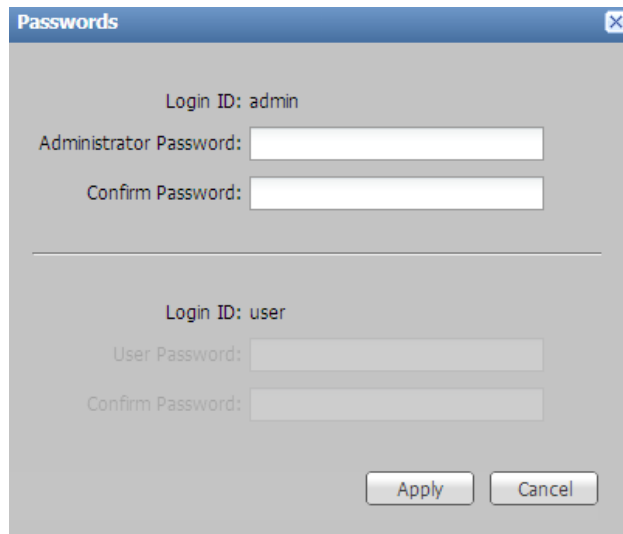 Passwords
Login ID: admin
Administrator Password:
Confirm Password:
Login ID: user
User Password:
Confirm Password:
Apply Cancel